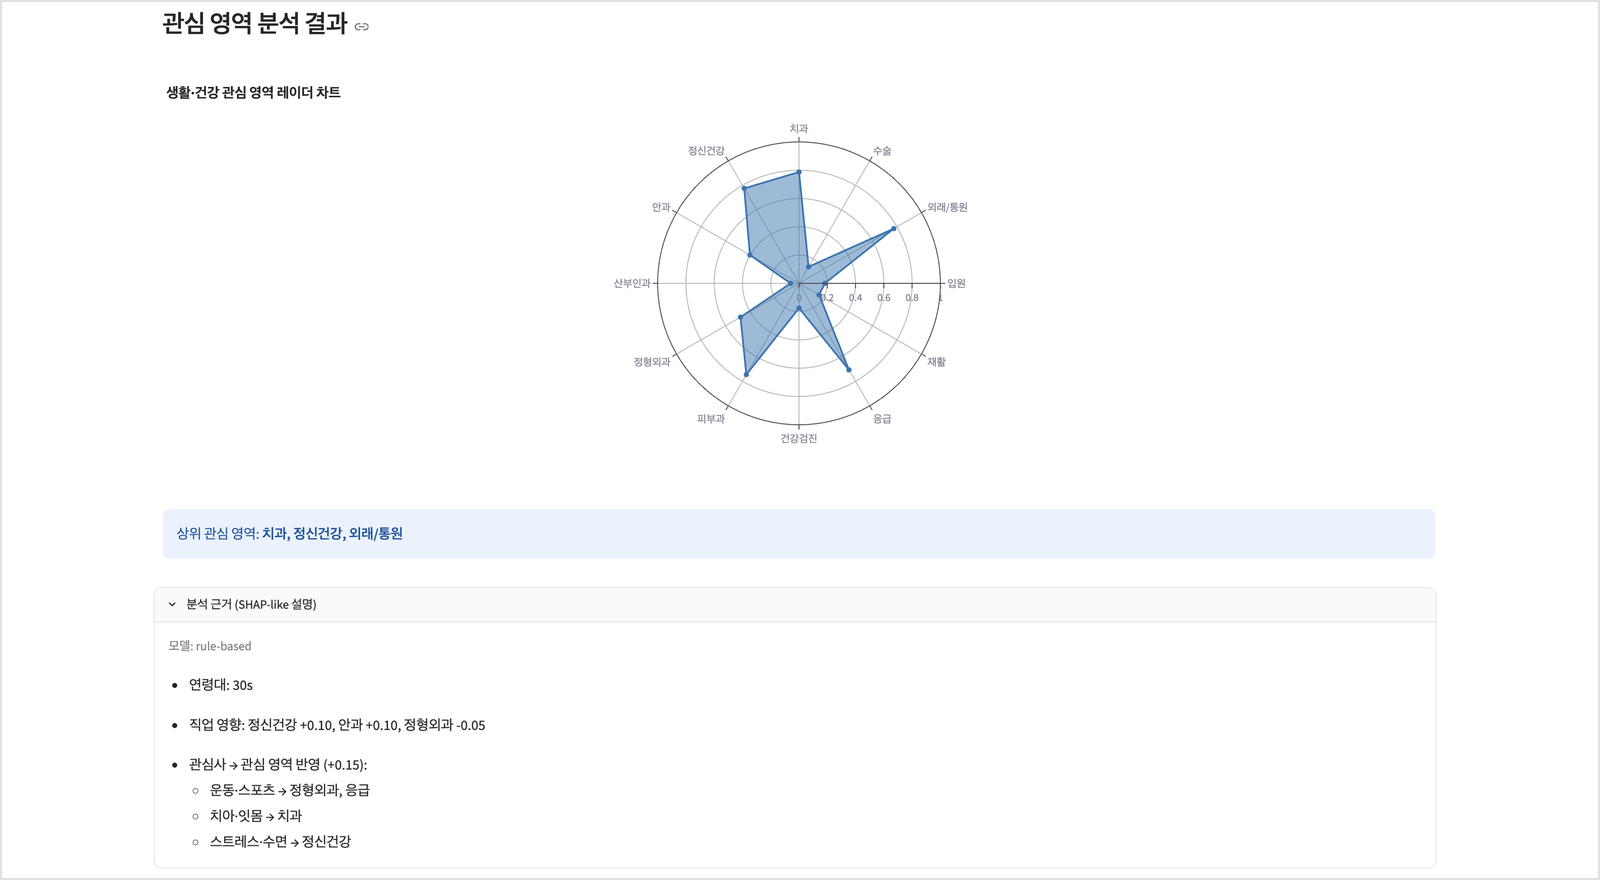 관심 영역 분석 결과
생활·건강 관심 영역 레이더 차트
치과
정신건강
수술
안과
외래/통원
산부인과
입원
0 0.2 0.4 0.6 0.8 1
정형외과
재활
피부과
응급
건강검진
상위 관심 영역: 치과, 정신건강, 외래/통원
분석 근거 (SHAP-like 설명)
모델: rule-based
• 연령대: 30s
• 직업 영향: 정신건강 +0.10, 안과 +0.10, 정형외과 -0.05
• 관심사 → 관심 영역 반영 (+0.15):
○ 운동·스포츠 → 정형외과, 응급
○ 치아·잇몸 → 치과
○ 스트레스·수면 → 정신건강